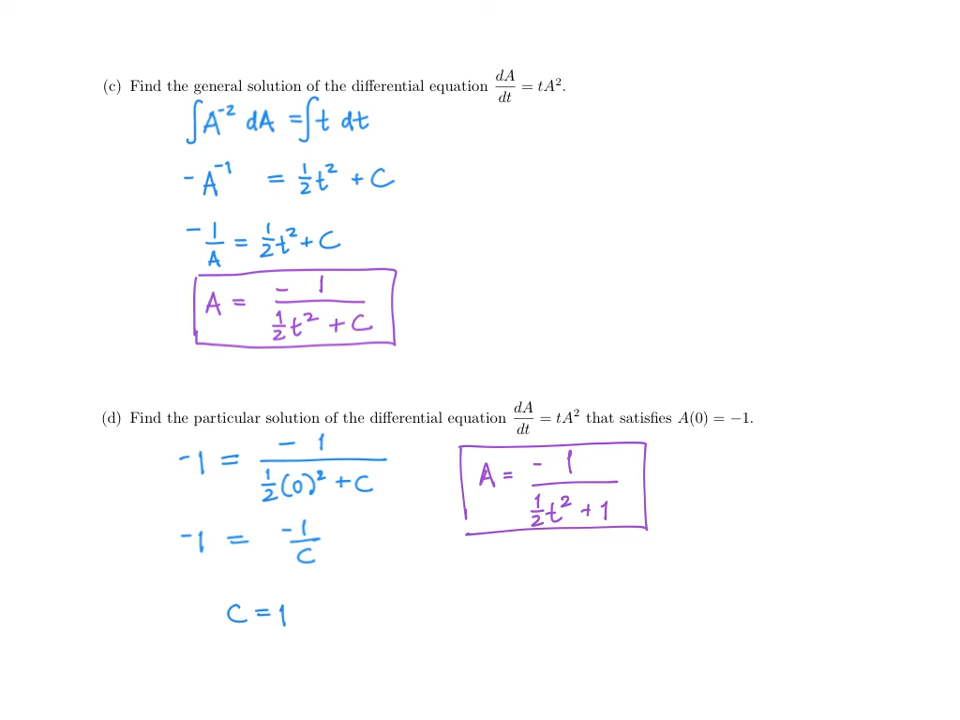 (c) Find the general solution of the differential equation dA/dt = tA².
∫A⁻² dA = ∫t dt
-A⁻¹ = ½t² + C
-1/A = ½t² + C
A = -1/(½t² + C)
(d) Find the particular solution of the differential equation dA/dt = tA² that satisfies A(0) = −1.
-1 = -1/(½(0)² + C)
-1 = -1/C
C = 1
A = -1/(½t² + 1)